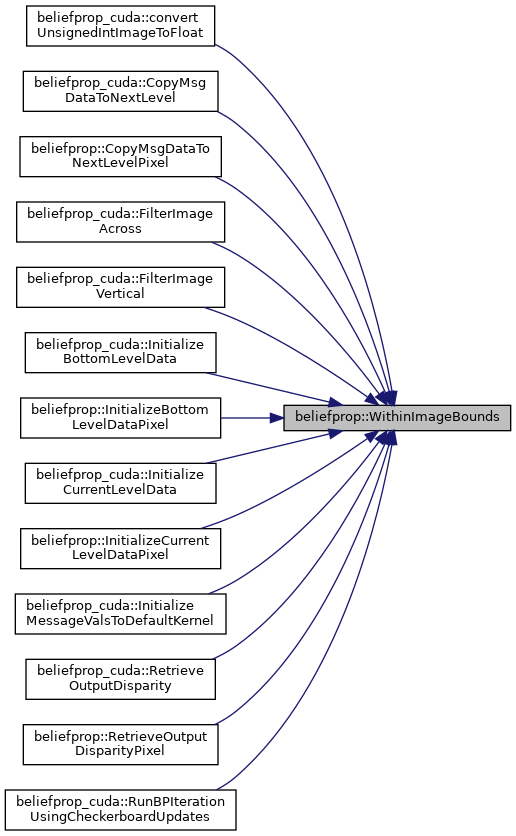 beliefprop_cuda::convert
UnsignedIntImageToFloat
beliefprop_cuda::CopyMsg
DataToNextLevel
beliefprop::CopyMsgDataTo
NextLevelPixel
beliefprop_cuda::FilterImage
Across
beliefprop_cuda::FilterImage
Vertical
beliefprop_cuda::Initialize
BottomLevelData
beliefprop::InitializeBottom
LevelDataPixel
beliefprop::WithinImageBounds
beliefprop_cuda::Initialize
CurrentLevelData
beliefprop::InitializeCurrent
LevelDataPixel
beliefprop_cuda::Initialize
MessageValsToDefaultKernel
beliefprop_cuda::Retrieve
OutputDisparity
beliefprop::RetrieveOutput
DisparityPixel
beliefprop_cuda::RunBPIteration
UsingCheckerboardUpdates